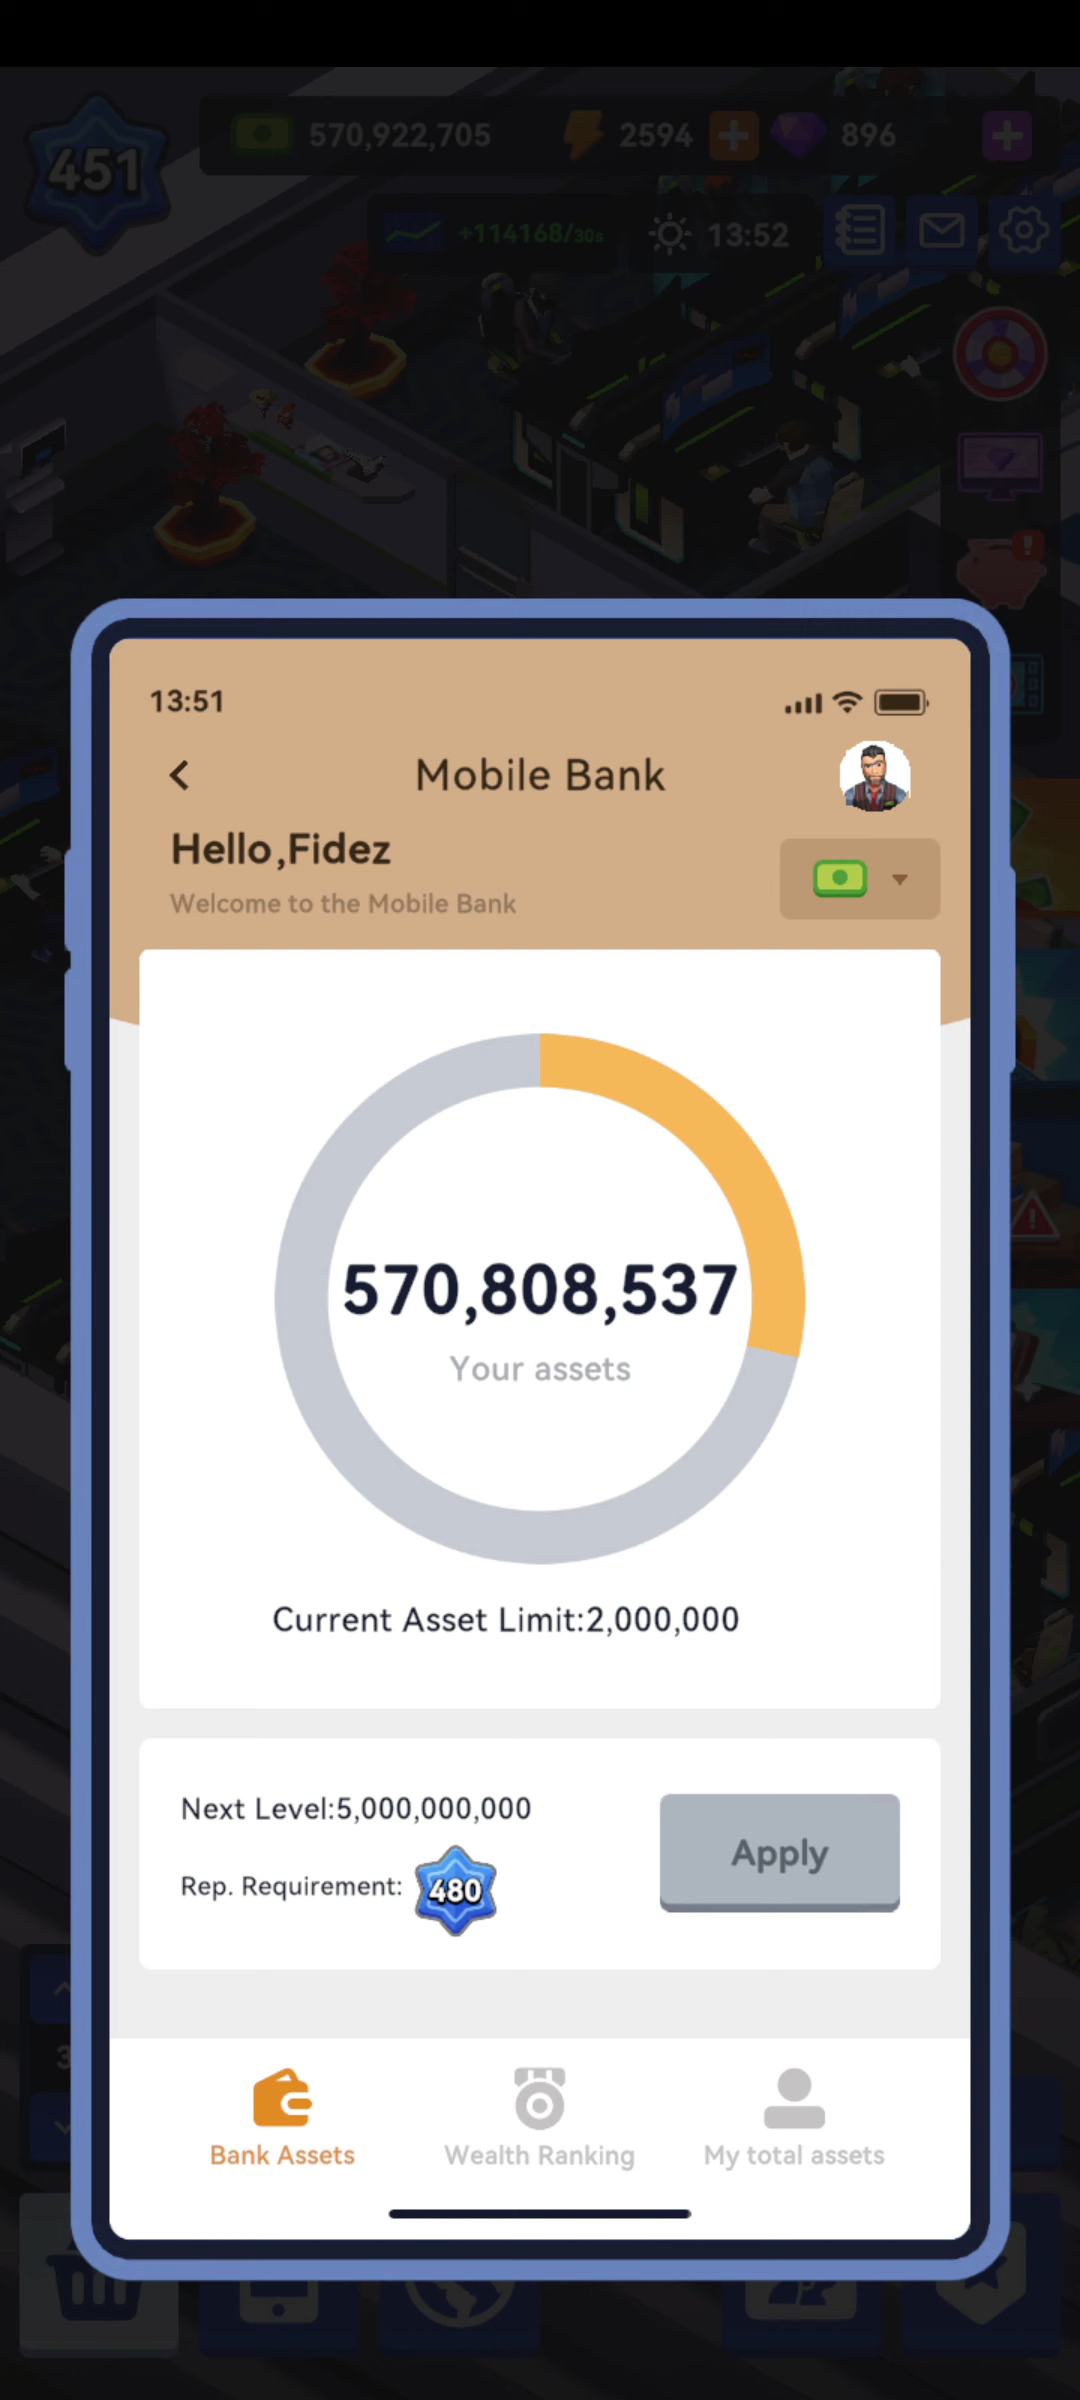 451
570,922,705
2594
896
+114168/30s
13:52
13:51
Mobile Bank
Hello,Fidez
Welcome to the Mobile Bank
570,808,537
Your assets
Current Asset Limit:2,000,000
Next Level:5,000,000,000
Rep. Requirement: 480
Apply
Bank Assets
Wealth Ranking
My total assets